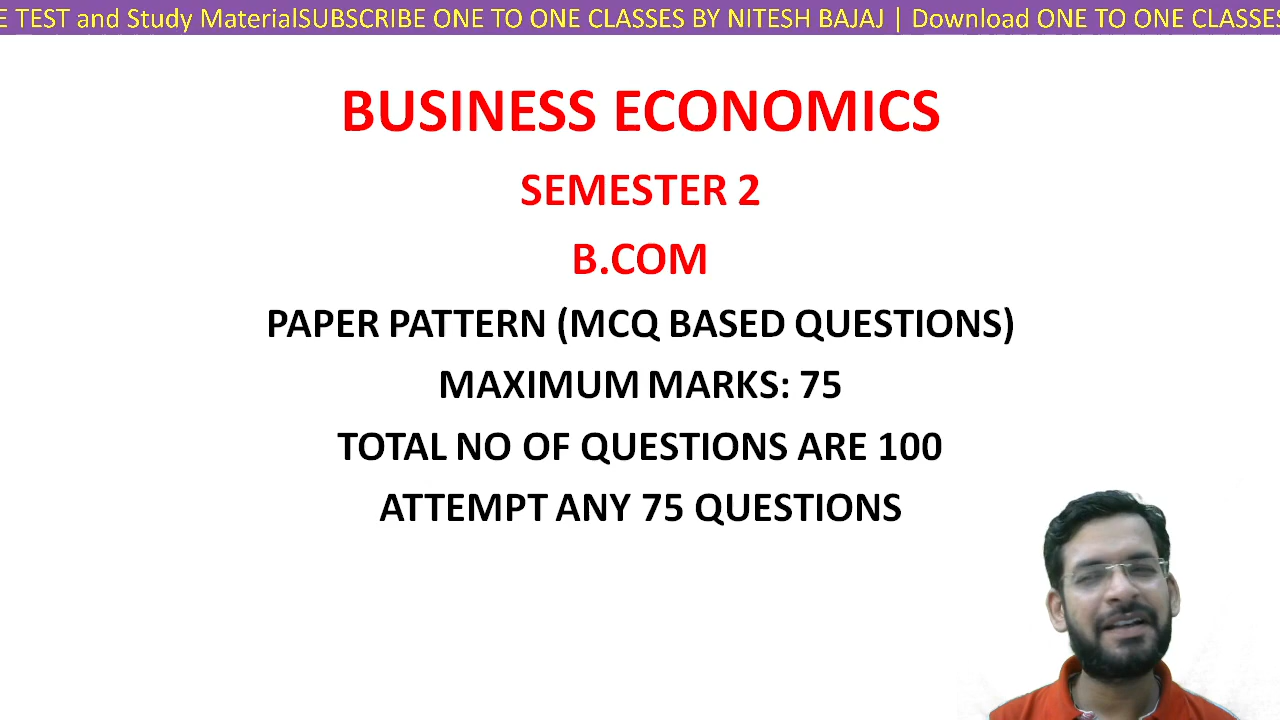 E TEST and Study MaterialSUBSCRIBE ONE TO ONE CLASSES BY NITESH BAJAJ | Download ONE TO ONE CLASSES
BUSINESS ECONOMICS
SEMESTER 2
B.COM
PAPER PATTERN (MCQ BASED QUESTIONS)
MAXIMUM MARKS: 75
TOTAL NO OF QUESTIONS ARE 100
ATTEMPT ANY 75 QUESTIONS